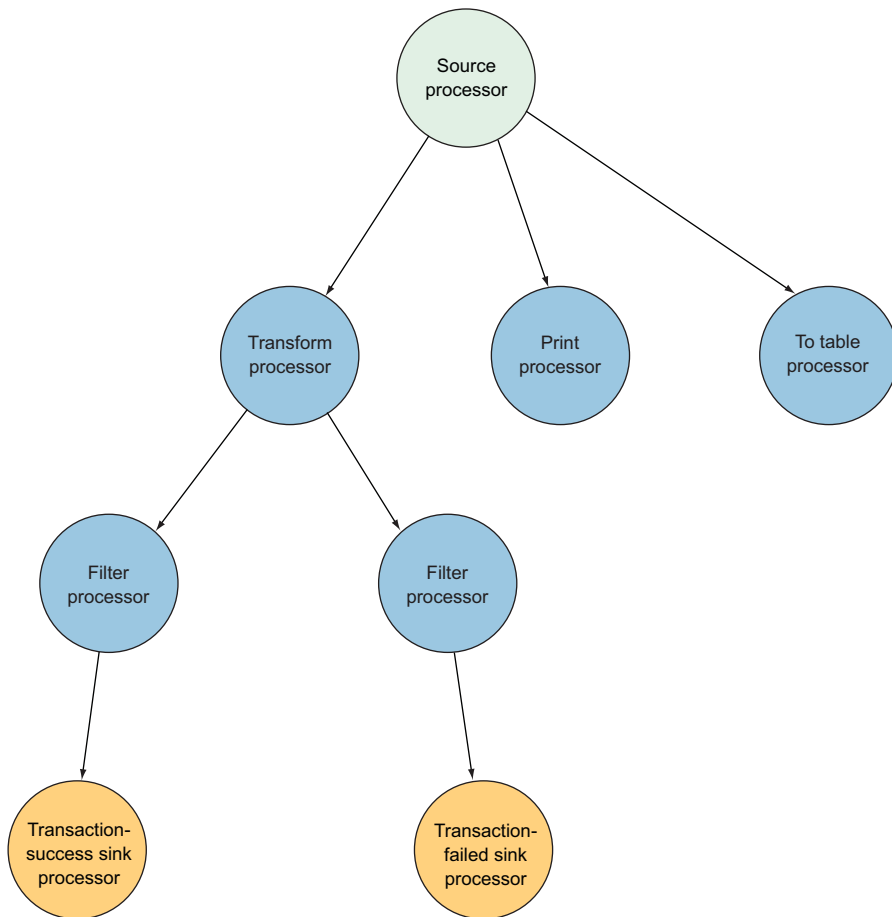 Source
processor
Transform
processor
Print
processor
To table
processor
Filter
processor
Filter
processor
Transaction-
success sink
processor
Transaction-
failed sink
processor